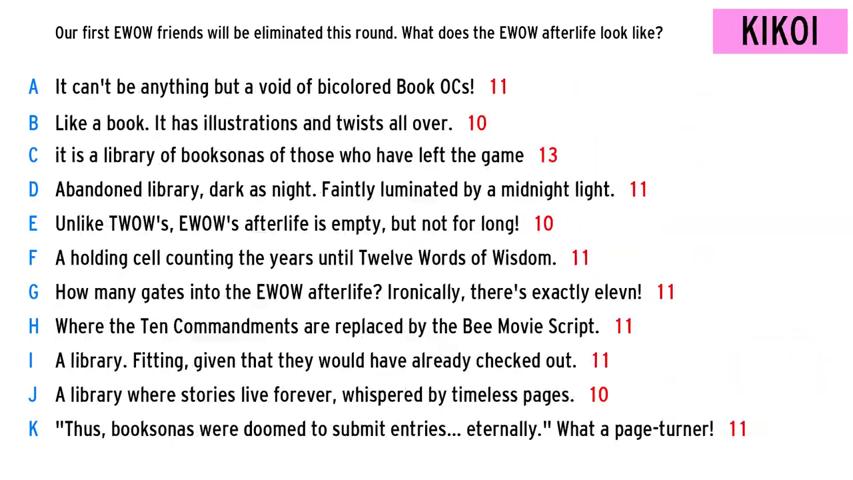 Our first EWOW friends will be eliminated this round. What does the EWOW afterlife look like?
KIKOI
A It can't be anything but a void of bicolored Book OCs! 11
B Like a book. It has illustrations and twists all over. 10
C it is a library of booksonas of those who have left the game 13
D Abandoned library, dark as night. Faintly luminated by a midnight light. 11
E Unlike TWOW's, EWOW's afterlife is empty, but not for long! 10
F A holding cell counting the years until Twelve Words of Wisdom. 11
G How many gates into the EWOW afterlife? Ironically, there's exactly elevn! 11
H Where the Ten Commandments are replaced by the Bee Movie Script. 11
I A library. Fitting, given that they would have already checked out. 11
J A library where stories live forever, whispered by timeless pages. 10
K "Thus, booksonas were doomed to submit entries... eternally." What a page-turner! 11